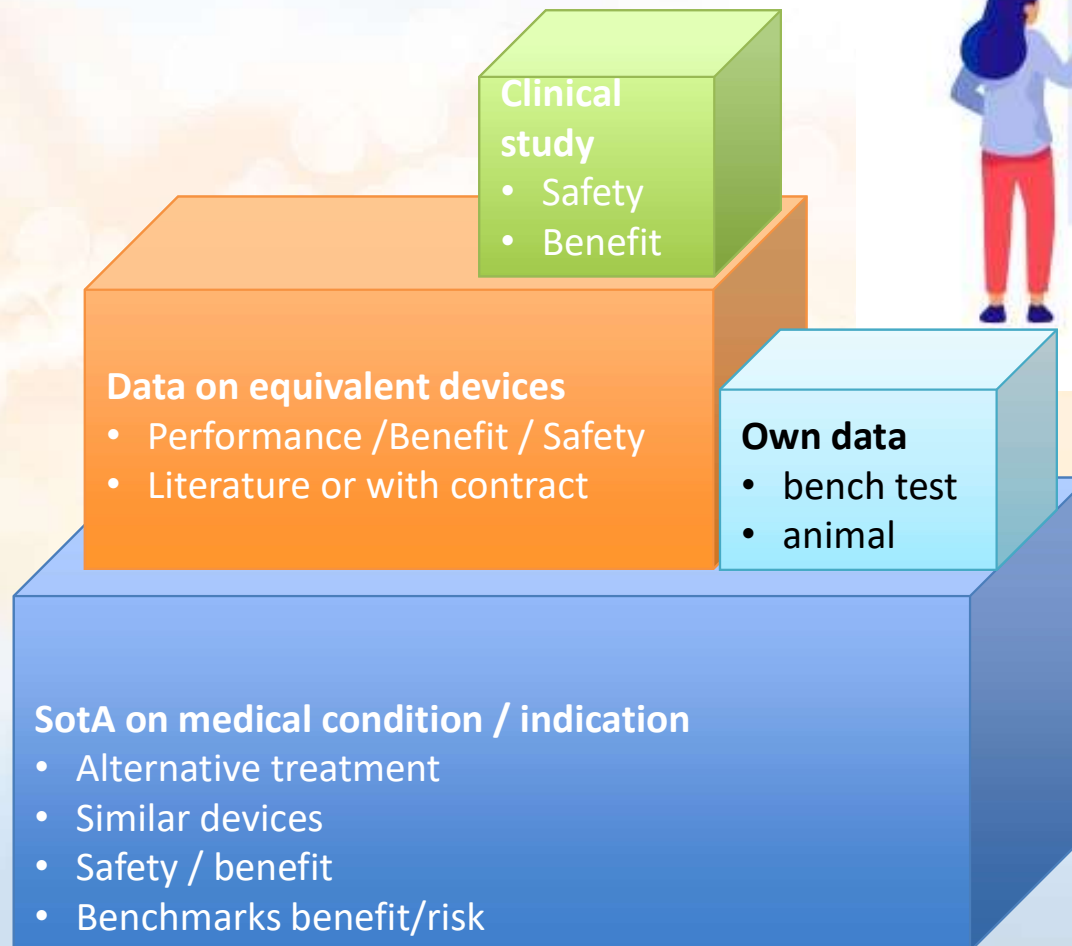 Clinical
study
• Safety
• Benefit
Data on equivalent devices
• Performance /Benefit / Safety
• Literature or with contract
Own data
• bench test
• animal
SotA on medical condition / indication
• Alternative treatment
• Similar devices
• Safety / benefit
• Benchmarks benefit/risk